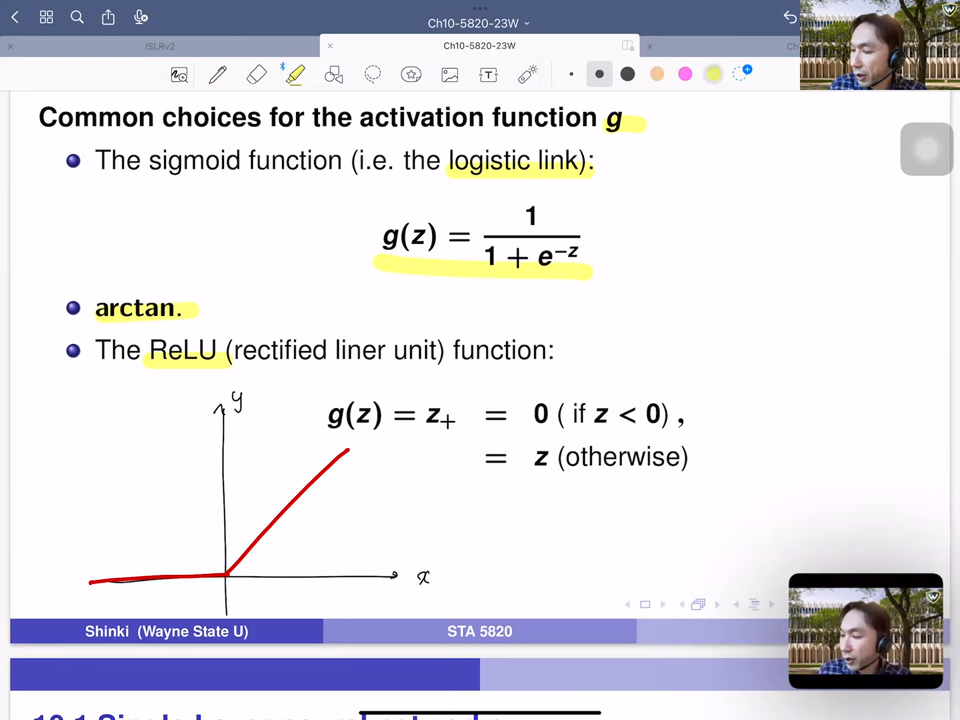 Ch10-5820-23W
ISLRv2
Ch10-5820-23W
Common choices for the activation function g
The sigmoid function (i.e. the logistic link):
g(z) = 1 / (1 + e^{-z})
arctan.
The ReLU (rectified liner unit) function:
y
g(z) = z₊ = 0 ( if z < 0) ,
= z (otherwise)
x
Shinki (Wayne State U)
STA 5820